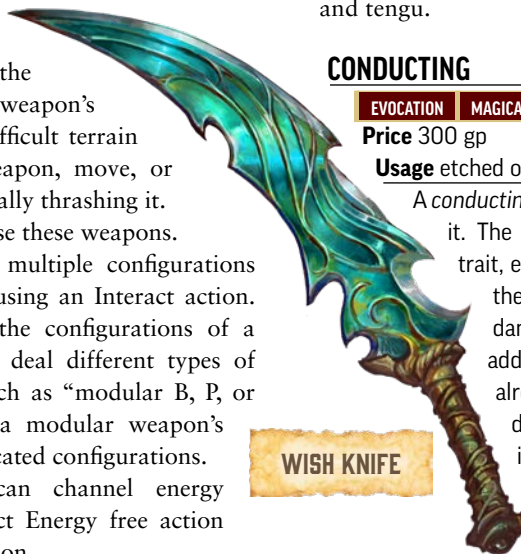 the
weapon's
fficult terrain
eapon, move, or
ally thrashing it.
se these weapons.
multiple configurations
using an Interact action.
the configurations of a
deal different types of
ch as “modular B, P, or
a modular weapon's
cated configurations.
can channel energy
ct Energy free action
on
and tengu.
CONDUCTING
EVOCATION MAGICA
Price 300 gp
Usage etched o
A conductin
it. The
trait, e
the
dar
add
alr
d
i
WISH KNIFE